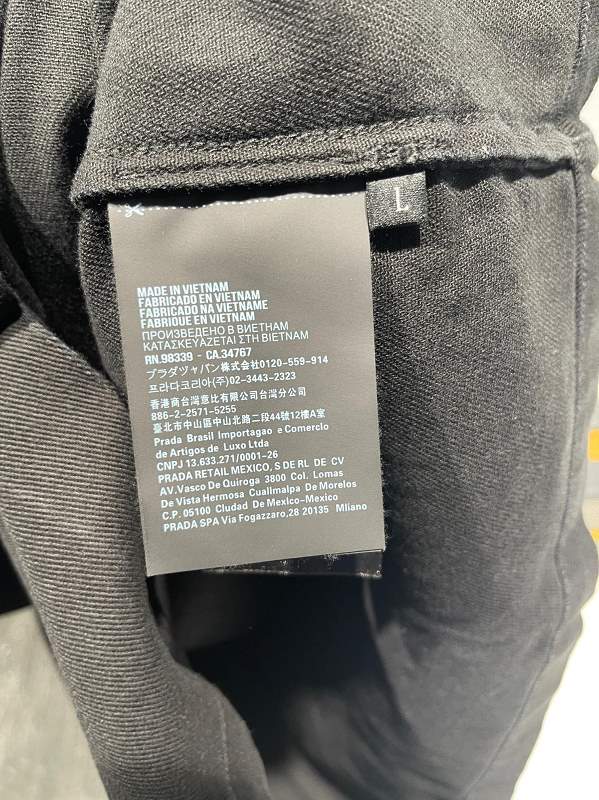 L
MADE IN VIETNAM
FABRICADO EN VIETNAM
FABRICADO NA VIETNAME
FABRIQUE EN VIETNAM
ПРОИЗВЕДЕНО В ВИЕТНАМ
ΚΑΤΑΣΚΕΥΑΖΕΤΑΙ ΣΤΗ ΒΙΕΤΝΑΜ
RN.98339 - CA.34767
プラダジャパン株式会社0120-559-914
프라다코리아(주)02-3443-2323
香港商台灣意比有限公司台灣分公司
886-2-2571-5255
臺北市中山區中山北路二段44號12樓A室
Prada Brasil Importagao e Comercio
de Artigos de Luxo Ltda
CNPJ 13.633.271/0001-26
PRADA RETAIL MEXICO, S DE RL DE CV
AV.Vasco De Quiroga 3800 Col. Lomas
De Vista Hermosa Cuallmalpa De Morelos
C.P. 05100 Cludad De Mexlco-Mexlco
PRADA SPA Via Fogazzaro,28 20135 Mllano